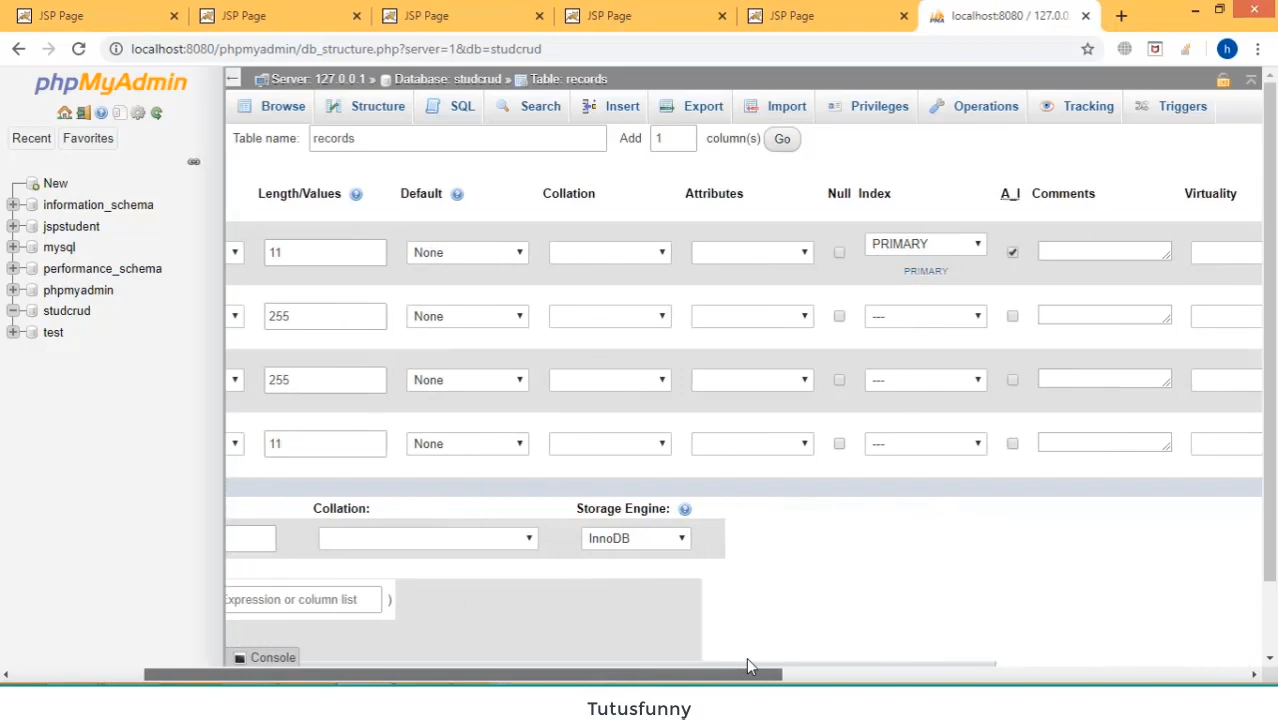 JSP Page JSP Page JSP Page JSP Page JSP Page localhost:8080 / 127.0.0
localhost:8080/phpmyadmin/db_structure.php?server=1&db=studcrud h
phpMyAdmin
Server: 127.0.0.1 » Database: studcrud » Table: records
Browse Structure SQL Search Insert Export Import Privileges Operations Tracking Triggers
Recent Favorites
Table name: records Add 1 column(s) Go
New
information_schema
jspstudent
mysql
performance_schema
phpmyadmin
studcrud
test
Length/Values Default Collation Attributes Null Index A_I Comments Virtuality
11 None PRIMARY
PRIMARY
255 None ---
255 None ---
11 None ---
Collation: Storage Engine:
InnoDB
Expression or column list )
Console
Tutusfunny